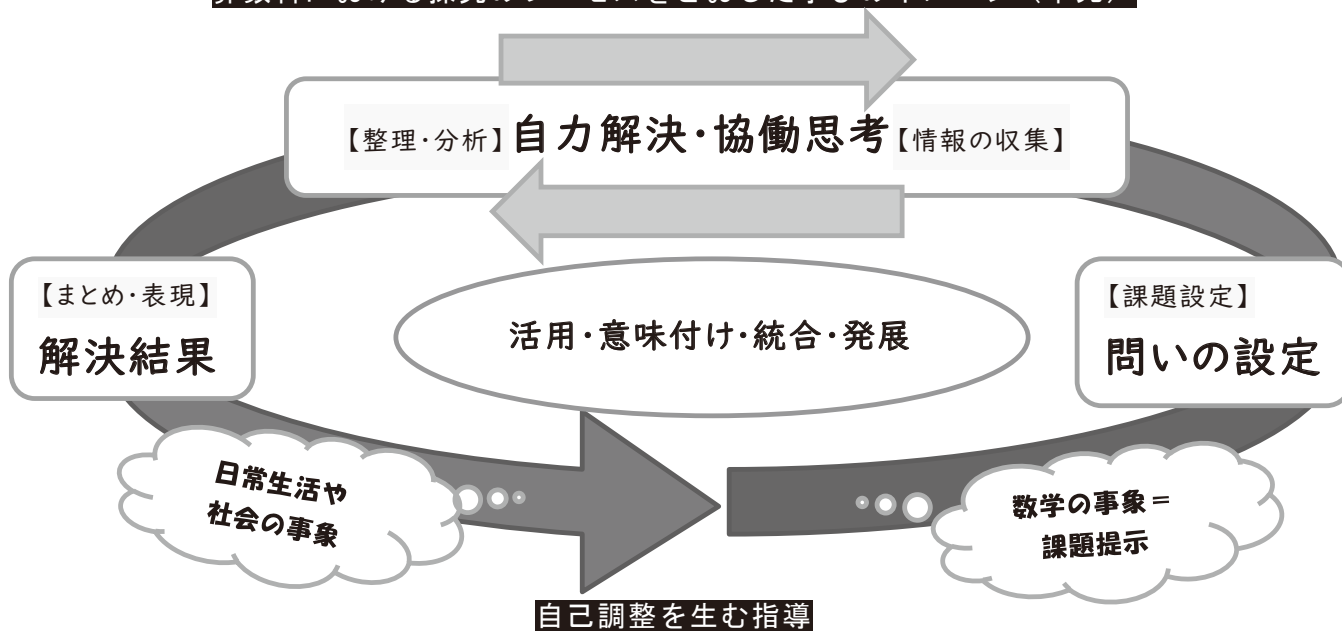 【整理・分析】自力解決・協働思考【情報の収集】
【まとめ・表現】
解決結果
活用・意味付け・統合・発展
【課題設定】
問いの設定
日常生活や
社会の事象
数学の事象＝
課題提示
自己調整を生む指導